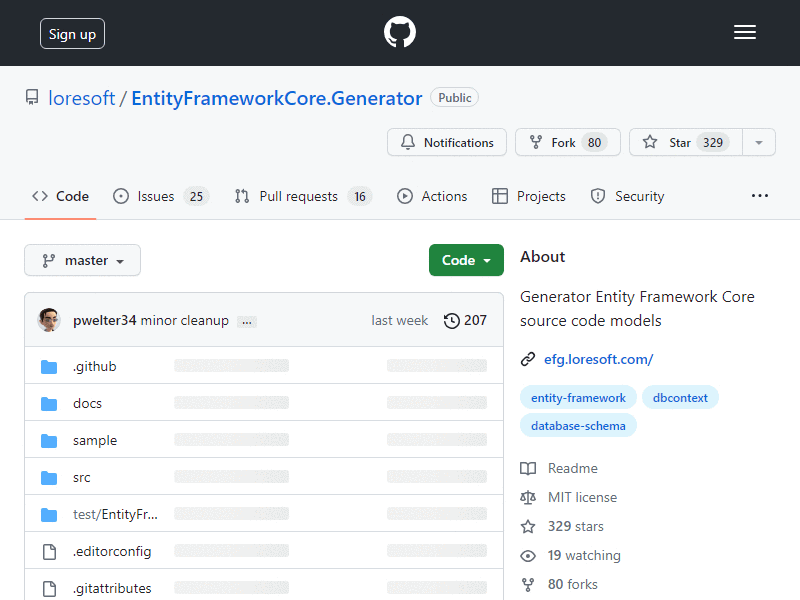 Sign up
loresoft / EntityFrameworkCore.Generator Public
Notifications Fork 80 Star 329
Code Issues 25 Pull requests 16 Actions Projects Security ...
master Code
pwelter34 minor cleanup ... last week 207
.github
docs
sample
src
test/EntityFr...
.editorconfig
.gitattributes
About
Generator Entity Framework Core
source code models
efg.loresoft.com/
entity-framework dbcontext
database-schema
Readme
MIT license
329 stars
19 watching
80 forks